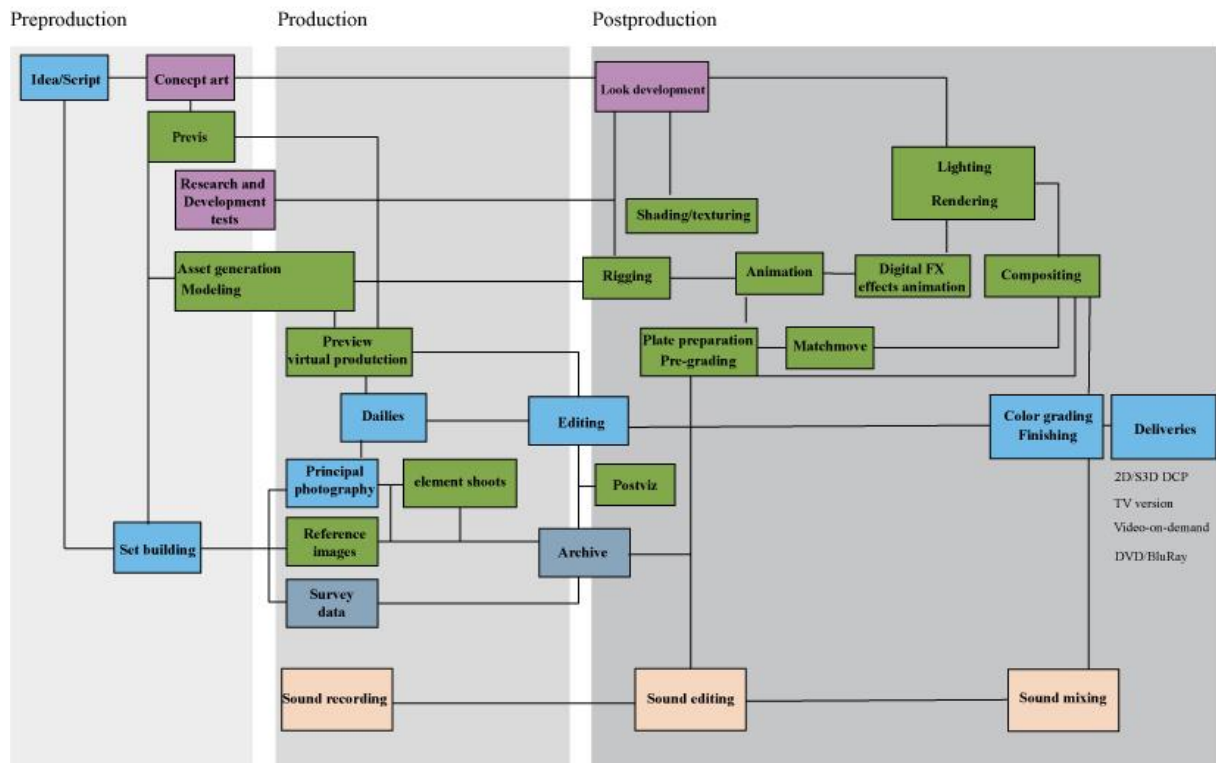 Preproduction
Production
Postproduction
Idea/Script
Conecpt art
Look development
Previs
Lighting
Rendering
Research and
Development
tests
Shading/texturing
Asset generation
Modeling
Rigging
Animation
Digital FX
effects animation
Compositing
Preview
virtual produtction
Plate preparation
Pre-grading
Matchmove
Dailies
Editing
Color grading
Finishing
Deliveries
Principal
photography
element shoots
Postviz
2D/S3D DCP
TV version
Video-on-demand
DVD/BluRay
Set building
Reference
images
Archive
Survey
data
Sound recording
Sound editing
Sound mixing